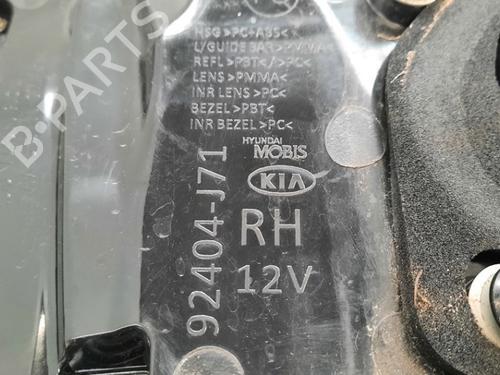 HSG>PC+ABS<
L/GUIDE BAR>PMMA<
REFL>PBT</>PC<
LENS>PMMA<
INR LENS>PC<
BEZEL>PBT<
INR BEZEL>PC<
HYUNDAI
MOBIS
KIA
RH
12V
92404-J71
B-PARTS